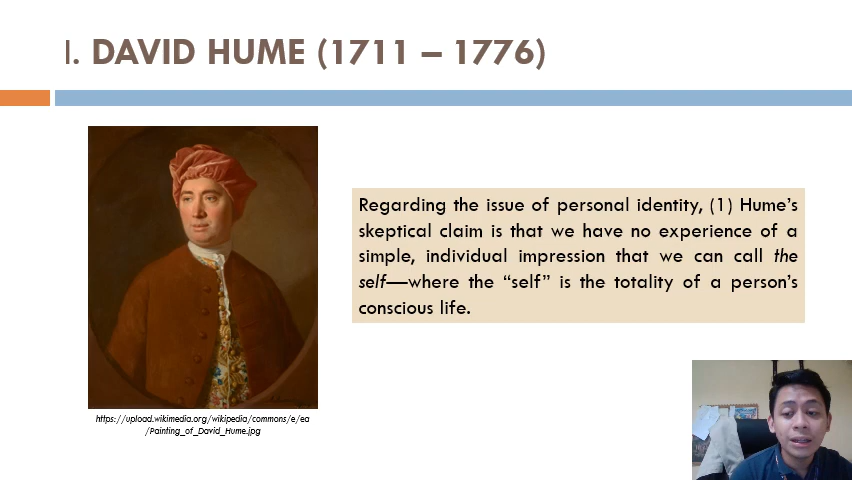 I. DAVID HUME (1711 – 1776)
Regarding the issue of personal identity, (1) Hume’s
skeptical claim is that we have no experience of a
simple, individual impression that we can call the
self—where the “self” is the totality of a person’s
conscious life.
https://upload.wikimedia.org/wikipedia/commons/e/ea
/Painting_of_David_Hume.jpg